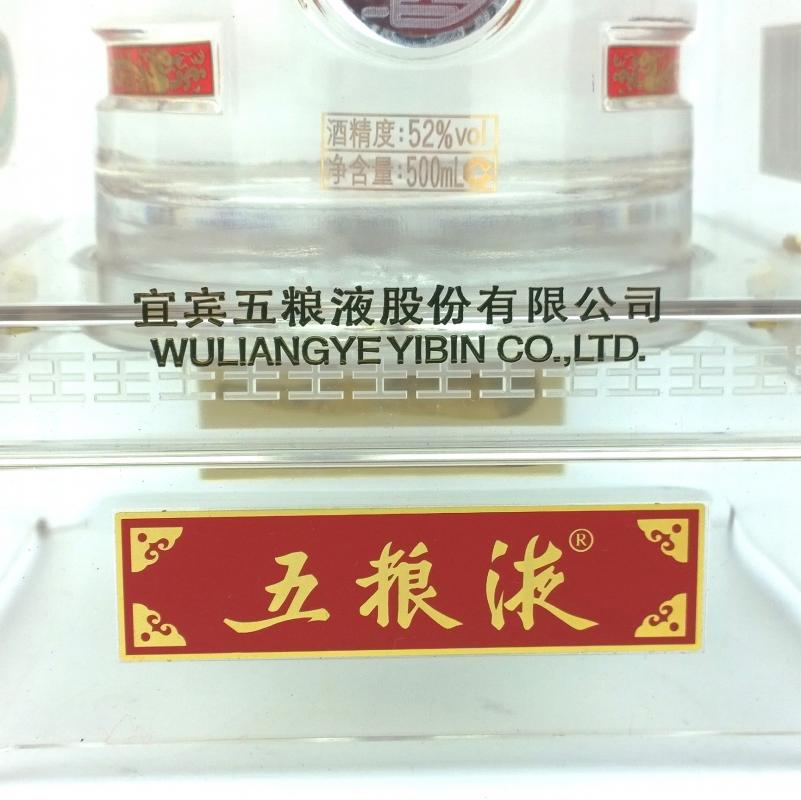 酒精度:52%vol
净含量:500mL
宜宾五粮液股份有限公司
WULIANGYE YIBIN CO.,LTD.
五粮液®